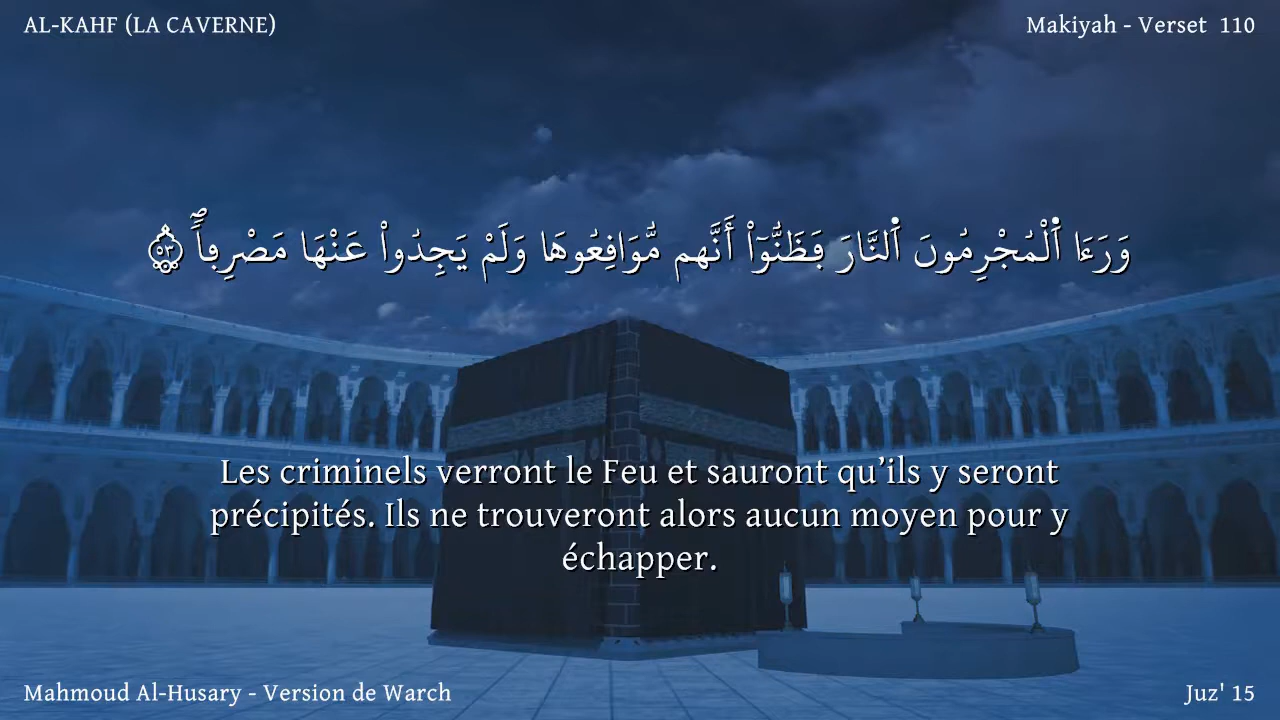 AL-KAHF (LA CAVERNE)
Makiyah - Verset 110
وَرَءَا اَ۬لْمُجْرِمُونَ اَ۬لنَّارَ فَظَنُّوٓاْ أَنَّهُم مُّوَاقِعُوهَا وَلَمْ يَجِدُواْ عَنْهَا مَصْرِفاٗۖ ۝٥٣
Les criminels verront le Feu et sauront qu’ils y seront
précipités. Ils ne trouveront alors aucun moyen pour y
échapper.
Mahmoud Al-Husary - Version de Warch
Juz' 15